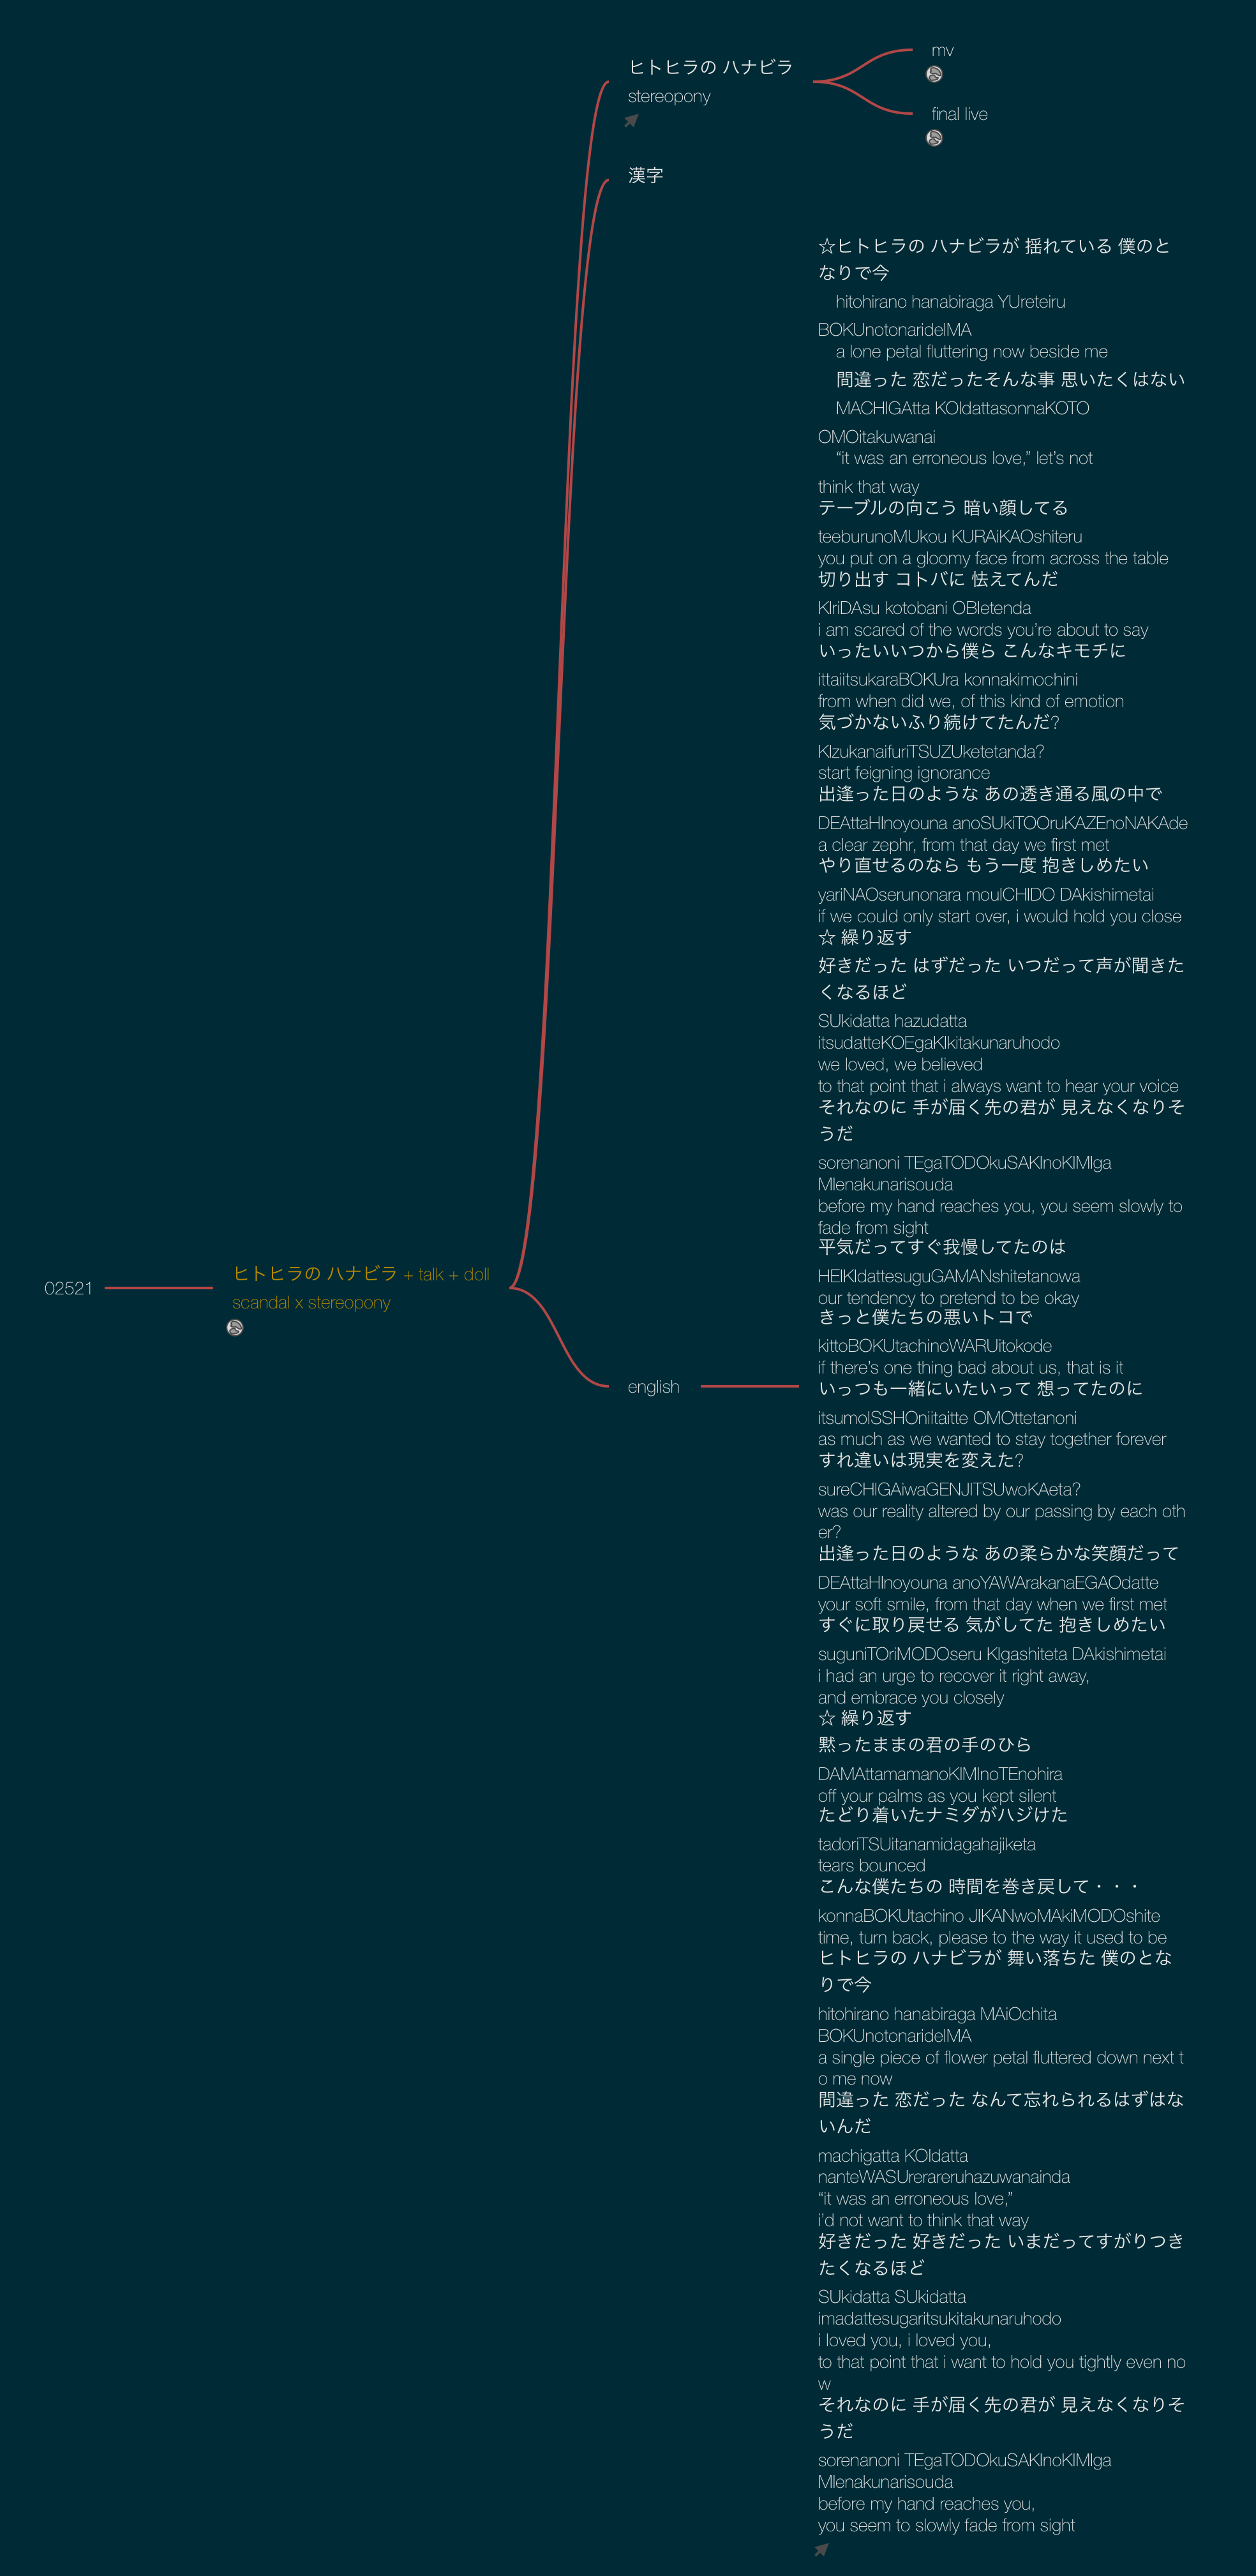 ヒトヒラの ハナビラ
stereopony
mv
final live
漢字
02521
ヒトヒラの ハナビラ + talk + doll
scandal x stereopony
english
☆ヒトヒラの ハナビラが 揺れている 僕のと
なりで今
hitohirano hanabiraga YUreteiru
BOKUnotonarideIMA
a lone petal fluttering now beside me
間違った 恋だったそんな事 思いたくはない
MACHIGAtta KOIdattasonnaKOTO
OMOitakuwanai
“it was an erroneous love,” let’s not
think that way
テーブルの向こう 暗い顔してる
teeburunoMUkou KURAiKAOshiteru
you put on a gloomy face from across the table
切り出す コトバに 怯えてんだ
KIriDAsu kotobani OBIetenda
i am scared of the words you’re about to say
いったいいつから僕ら こんなキモチに
ittaiitsukaraBOKUra konnakimochini
from when did we, of this kind of emotion
気づかないふり続けてたんだ?
KIzukanaifuriTSUZUketetanda?
start feigning ignorance
出逢った日のような あの透き通る風の中で
DEAttaHInoyouna anoSUkiTOOruKAZEnoNAKAde
a clear zephr, from that day we first met
やり直せるのなら もう一度 抱きしめたい
yariNAOserunonara mouICHIDO DAkishimetai
if we could only start over, i would hold you close
☆ 繰り返す
好きだった はずだった いつだって声が聞きた
くなるほど
SUkidatta hazudatta
itsudatteKOEgaKIkitakunaruhodo
we loved, we believed
to that point that i always want to hear your voice
それなのに 手が届く先の君が 見えなくなりそ
うだ
sorenanoni TEgaTODOkuSAKInoKIMIga
MIenakunarisouda
before my hand reaches you, you seem slowly to
fade from sight
平気だってすぐ我慢してたのは
HEIKIdattesuguGAMANshitetanowa
our tendency to pretend to be okay
きっと僕たちの悪いトコで
kittoBOKUtachinoWARUitokode
if there’s one thing bad about us, that is it
いっつも一緒にいたいって 想ってたのに
itsumoISSHOniitaitte OMOttetanoni
as much as we wanted to stay together forever
すれ違いは現実を変えた?
sureCHIGAiwaGENJITSUwoKAeta?
was our reality altered by our passing by each oth
er?
出逢った日のような あの柔らかな笑顔だって
DEAttaHInoyouna anoYAWArakanaEGAOdatte
your soft smile, from that day when we first met
すぐに取り戻せる 気がしてた 抱きしめたい
suguniTOriMODOseru KIgashiteta DAkishimetai
i had an urge to recover it right away,
and embrace you closely
☆ 繰り返す
黙ったままの君の手のひら
DAMAttamamanoKIMInoTEnohira
off your palms as you kept silent
たどり着いたナミダがハジけた
tadoriTSUitanamidagahajiketa
tears bounced
こんな僕たちの 時間を巻き戻して・・・
konnaBOKUtachino JIKANwoMAkiMODOshite
time, turn back, please to the way it used to be
ヒトヒラの ハナビラが 舞い落ちた 僕のとな
りで今
hitohirano hanabiraga MAiOchita
BOKUnotonarideIMA
a single piece of flower petal fluttered down next t
o me now
間違った 恋だった なんて忘れられるはずはな
いんだ
machigatta KOIdatta
nanteWASUrerareruhazuwanainda
“it was an erroneous love,”
i’d not want to think that way
好きだった 好きだった いまだってすがりつき
たくなるほど
SUkidatta SUkidatta
imadattesugaritsukitakunaruhodo
i loved you, i loved you,
to that point that i want to hold you tightly even no
w
それなのに 手が届く先の君が 見えなくなりそ
うだ
sorenanoni TEgaTODOkuSAKInoKIMIga
MIenakunarisouda
before my hand reaches you,
you seem to slowly fade from sight